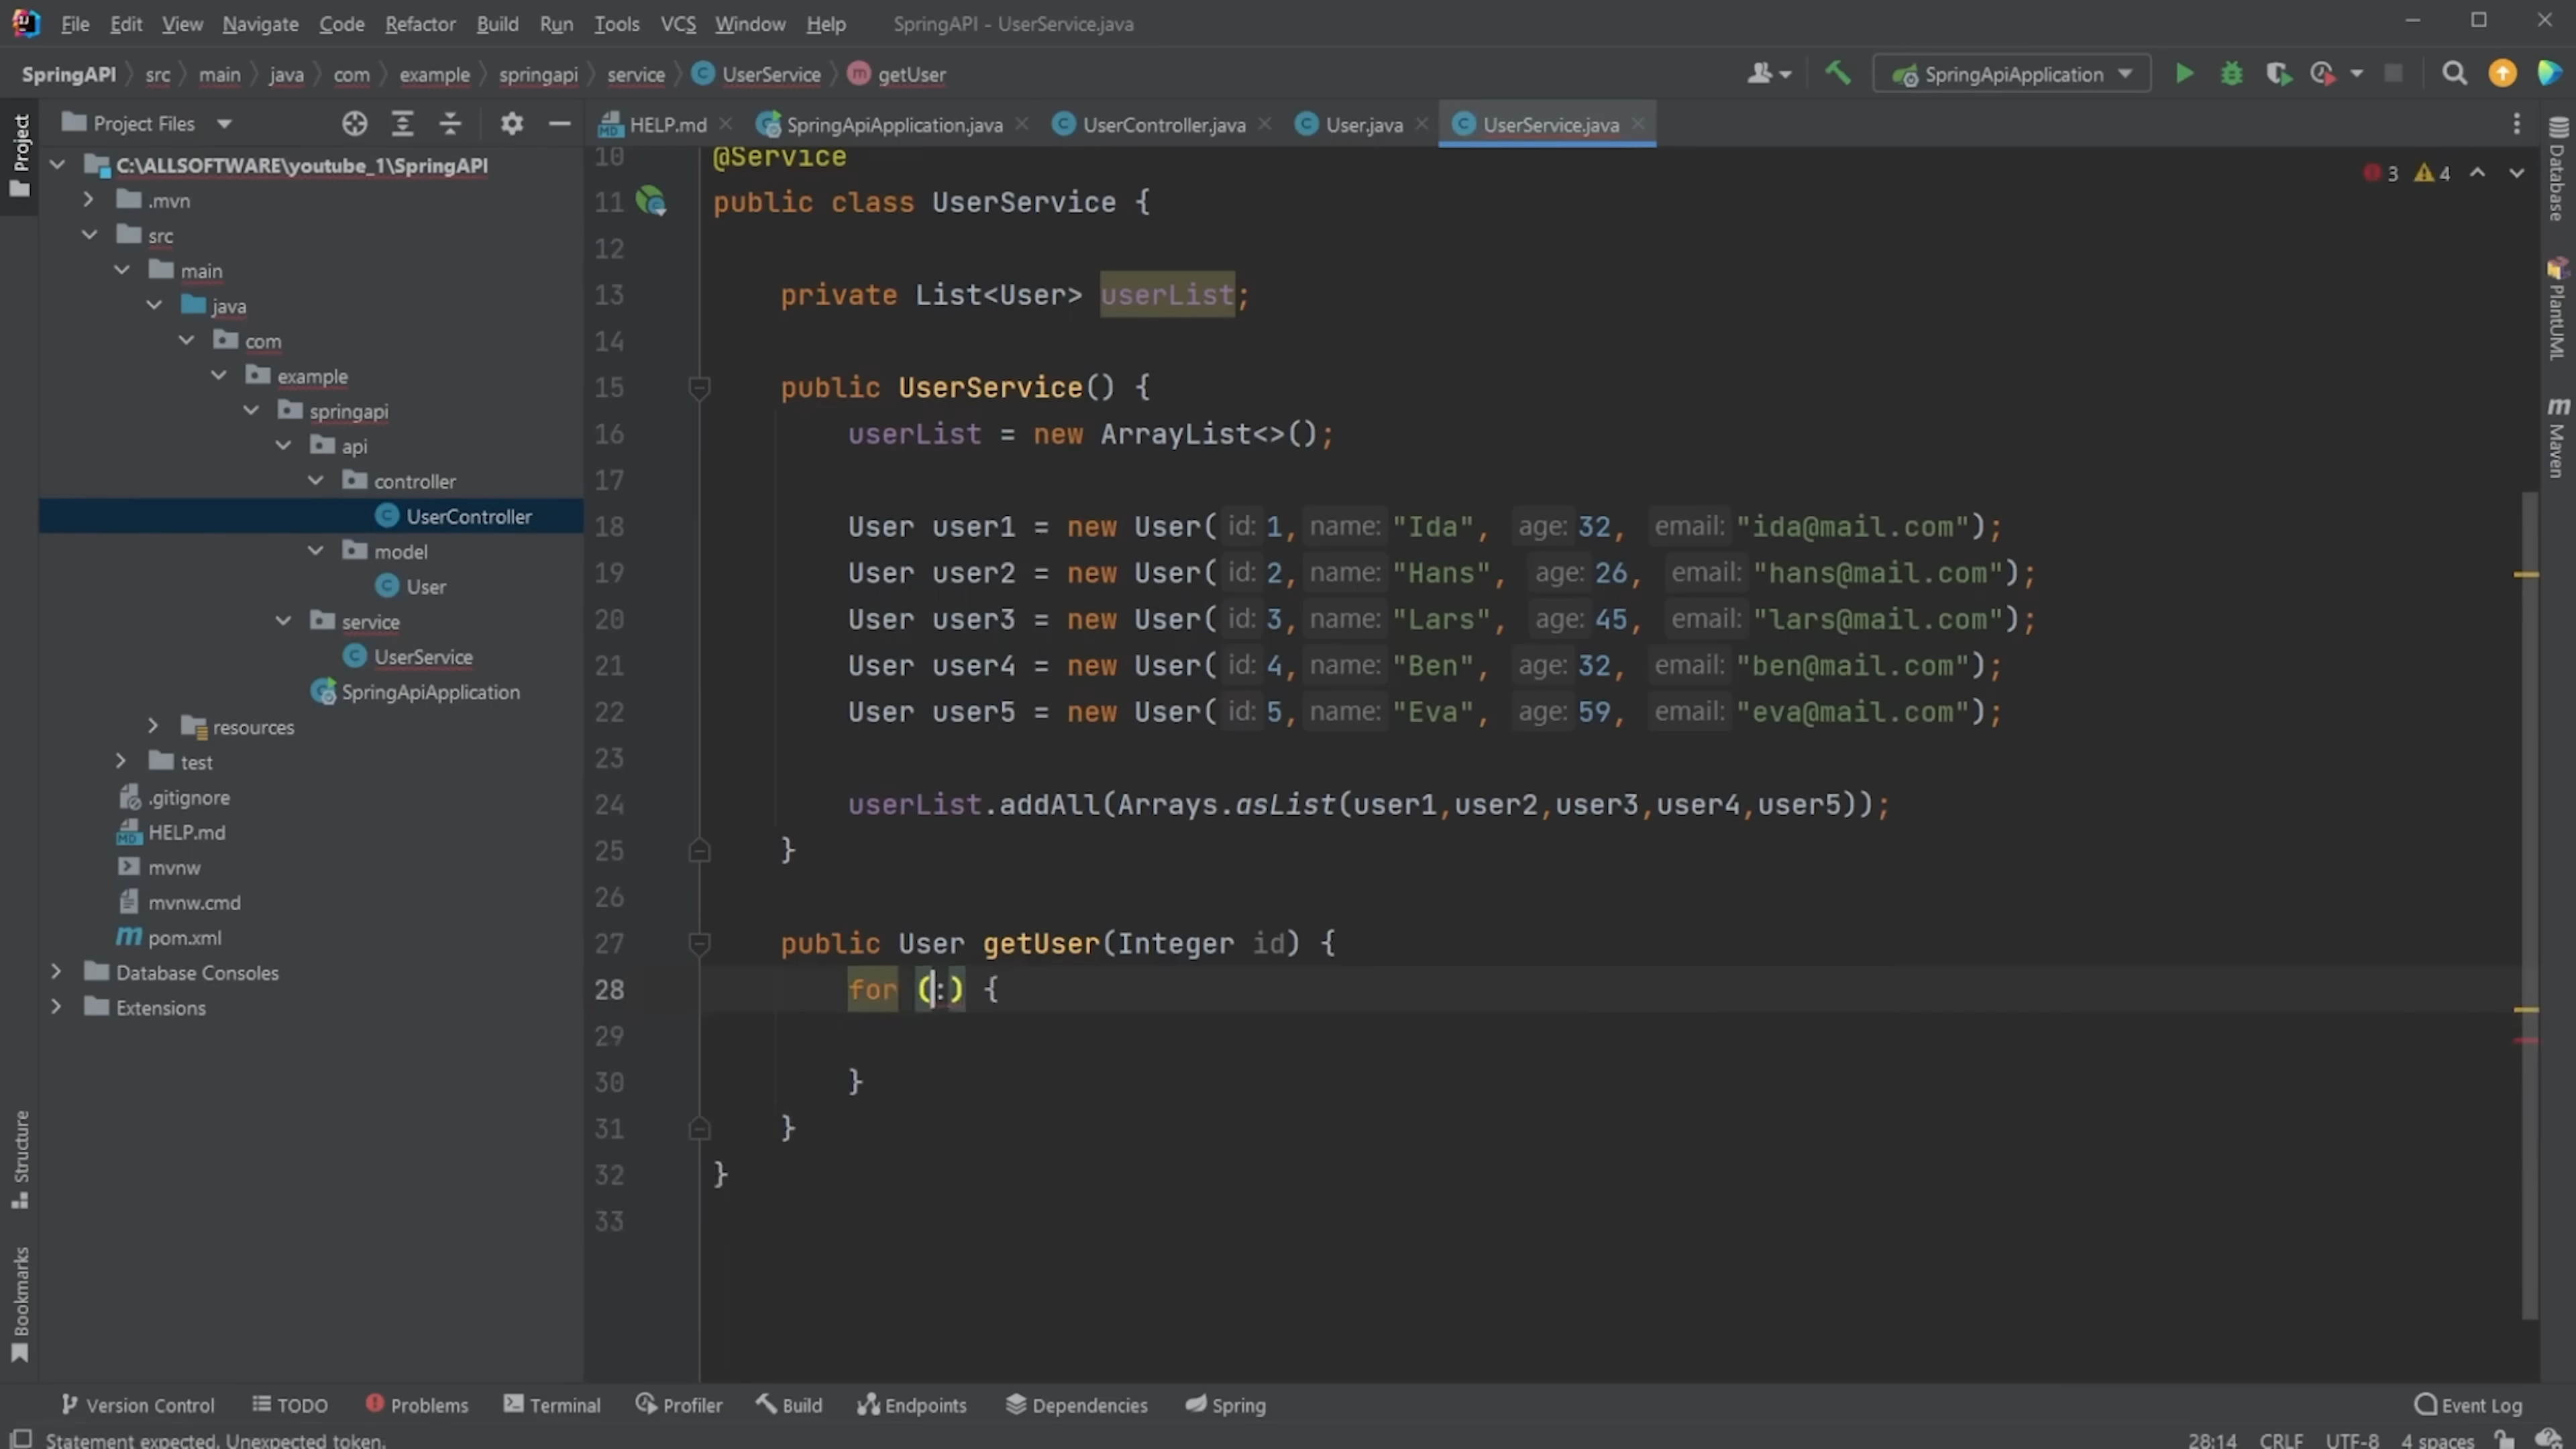 File Edit View Navigate Code Refactor Build Run Tools VCS Window Help SpringAPI - UserService.java
SpringAPI src main java com example springapi service UserService getUser SpringApiApplication
Project
Project Files
HELP.md SpringApiApplication.java UserController.java User.java UserService.java
C:\ALLSOFTWARE\youtube_1\SpringAPI
.mvn
src
main
java
com
example
springapi
api
controller
UserController
model
User
service
UserService
SpringApiApplication
resources
test
.gitignore
HELP.md
mvnw
mvnw.cmd
pom.xml
Database Consoles
Extensions
Structure
Bookmarks
3 4
10 @Service
11 public class UserService {
12
13 private List<User> userList;
14
15 public UserService() {
16 userList = new ArrayList<>();
17
18 User user1 = new User( id: 1, name: "Ida", age: 32, email: "ida@mail.com");
19 User user2 = new User( id: 2, name: "Hans", age: 26, email: "hans@mail.com");
20 User user3 = new User( id: 3, name: "Lars", age: 45, email: "lars@mail.com");
21 User user4 = new User( id: 4, name: "Ben", age: 32, email: "ben@mail.com");
22 User user5 = new User( id: 5, name: "Eva", age: 59, email: "eva@mail.com");
23
24 userList.addAll(Arrays.asList(user1,user2,user3,user4,user5));
25 }
26
27 public User getUser(Integer id) {
28 for (:) {
29
30 }
31 }
32 }
33
Database
PlantUML
Maven
Version Control TODO Problems Terminal Profiler Build Endpoints Dependencies Spring Event Log
Statement expected. Unexpected token. 28:14 CRLF UTF-8 4 spaces